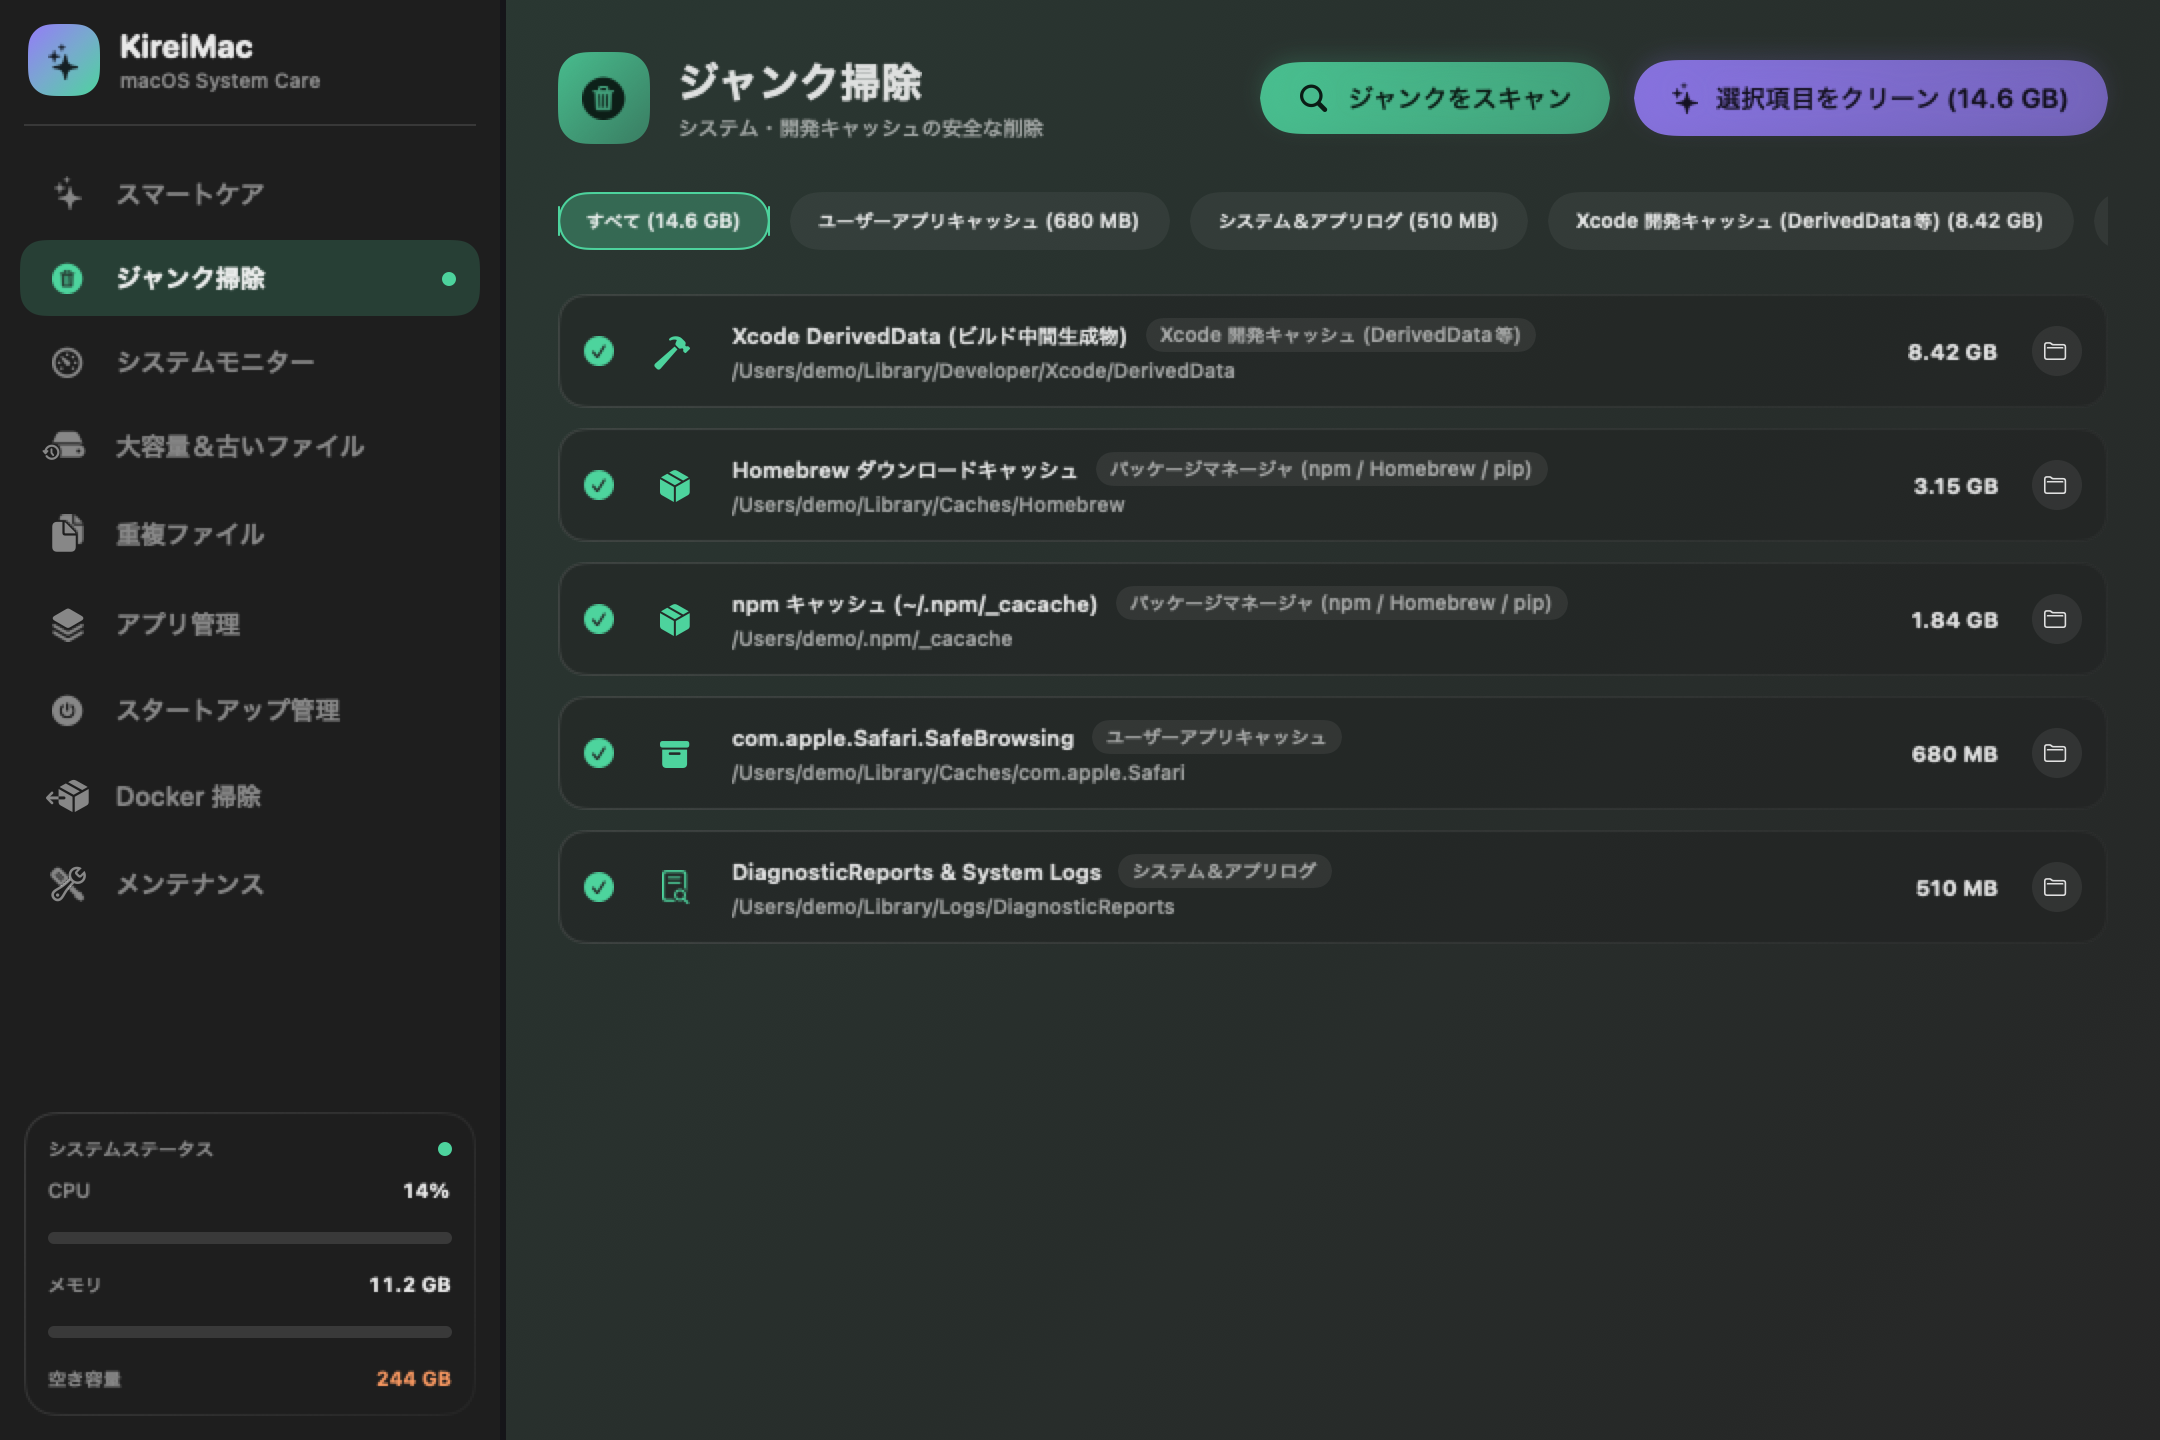 KireiMac
macOS System Care
スマートケア
ジャンク掃除
システムモニター
大容量＆古いファイル
重複ファイル
アプリ管理
スタートアップ管理
Docker 掃除
メンテナンス
システムステータス
CPU 14%
メモリ 11.2 GB
空き容量 244 GB
ジャンク掃除
システム・開発キャッシュの安全な削除
ジャンクをスキャン
選択項目をクリーン (14.6 GB)
すべて (14.6 GB)
ユーザーアプリキャッシュ (680 MB)
システム＆アプリログ (510 MB)
Xcode 開発キャッシュ (DerivedData等) (8.42 GB)
Xcode DerivedData (ビルド中間生成物) Xcode 開発キャッシュ (DerivedData等)
/Users/demo/Library/Developer/Xcode/DerivedData
8.42 GB
Homebrew ダウンロードキャッシュ パッケージマネージャ (npm / Homebrew / pip)
/Users/demo/Library/Caches/Homebrew
3.15 GB
npm キャッシュ (~/.npm/_cacache) パッケージマネージャ (npm / Homebrew / pip)
/Users/demo/.npm/_cacache
1.84 GB
com.apple.Safari.SafeBrowsing ユーザーアプリキャッシュ
/Users/demo/Library/Caches/com.apple.Safari
680 MB
DiagnosticReports & System Logs システム＆アプリログ
/Users/demo/Library/Logs/DiagnosticReports
510 MB